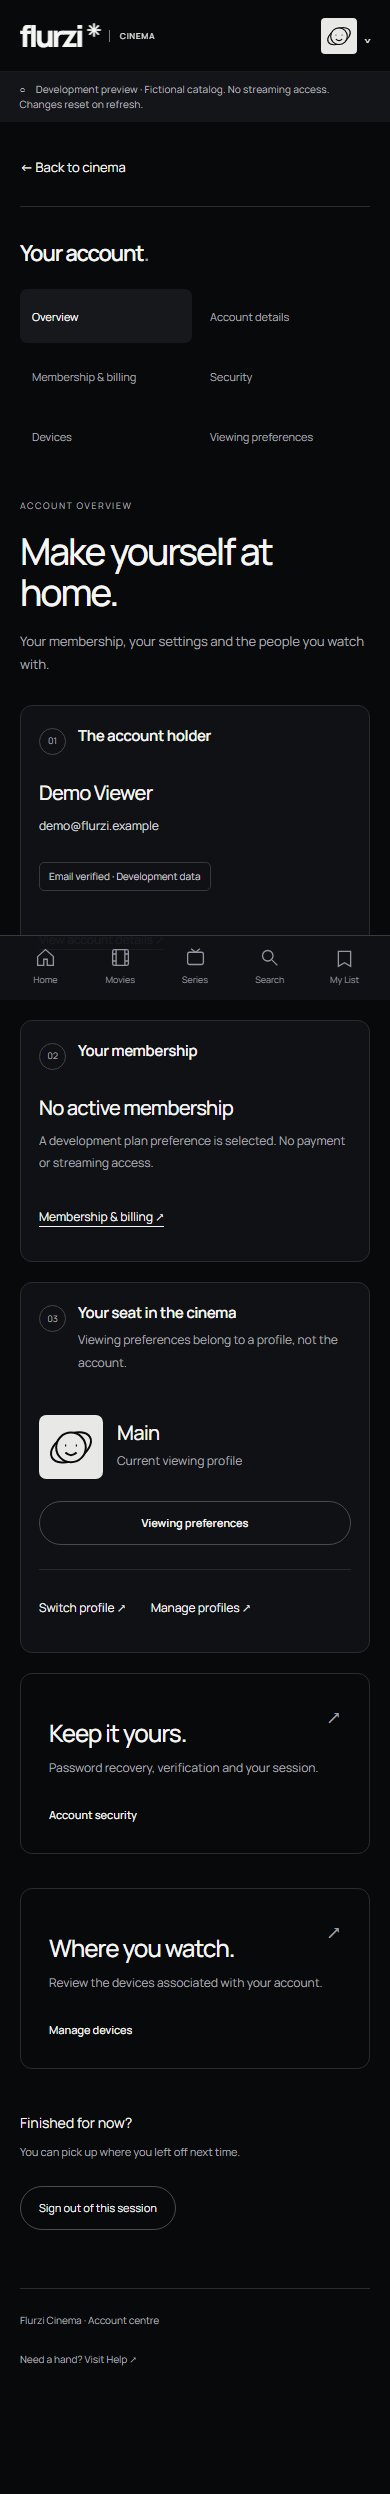 flurzi* | CINEMA
Development preview · Fictional catalog. No streaming access.
Changes reset on refresh.
← Back to cinema
Your account.
Overview
Account details
Membership & billing
Security
Devices
Viewing preferences
ACCOUNT OVERVIEW
Make yourself at
home.
Your membership, your settings and the people you watch
with.
01 The account holder
Demo Viewer
demo@flurzi.example
Email verified · Development data
View account details ↗
Home
Movies
Series
Search
My List
02 Your membership
No active membership
A development plan preference is selected. No payment
or streaming access.
Membership & billing ↗
03 Your seat in the cinema
Viewing preferences belong to a profile, not the
account.
Main
Current viewing profile
Viewing preferences
Switch profile ↗
Manage profiles ↗
↗
Keep it yours.
Password recovery, verification and your session.
Account security
↗
Where you watch.
Review the devices associated with your account.
Manage devices
Finished for now?
You can pick up where you left off next time.
Sign out of this session
Flurzi Cinema · Account centre
Need a hand? Visit Help ↗